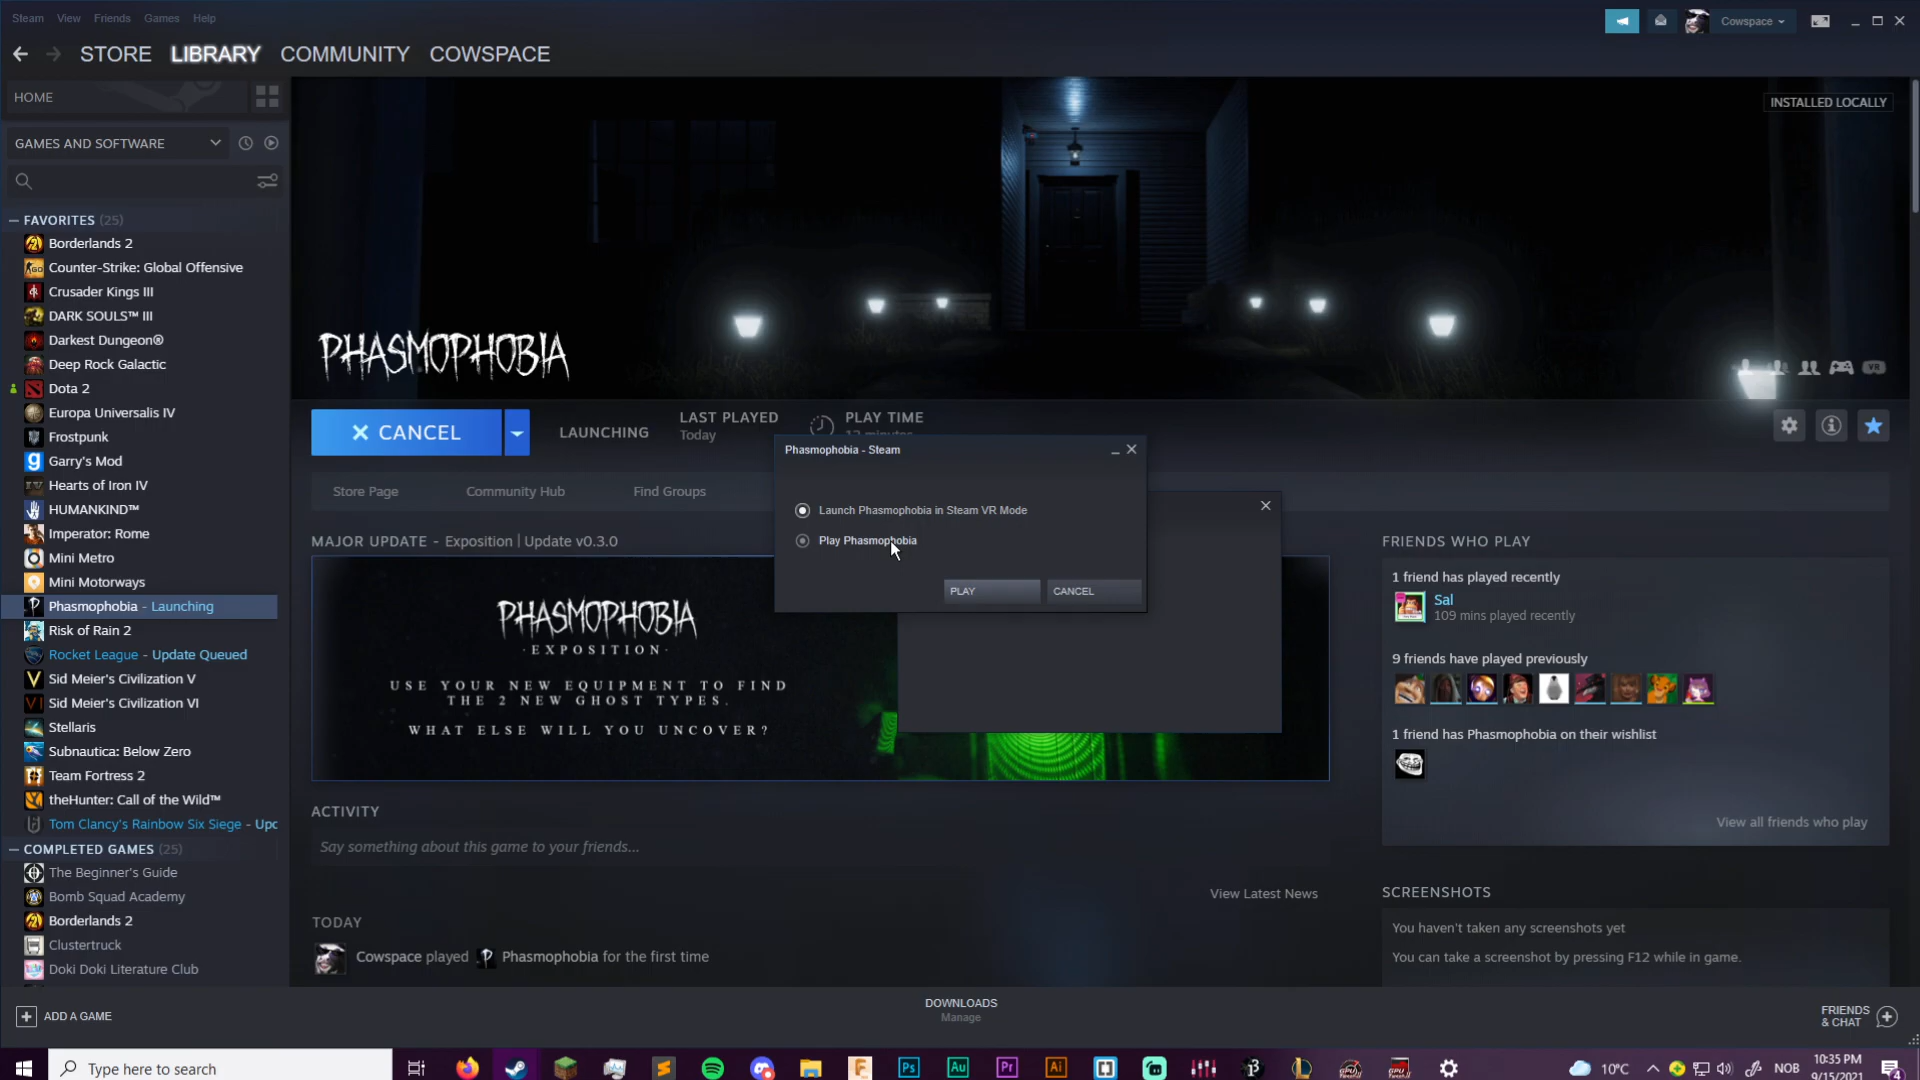 Steam View Friends Games Help
Cowspace
STORE LIBRARY COMMUNITY COWSPACE
HOME
INSTALLED LOCALLY
GAMES AND SOFTWARE
FAVORITES (25)
Borderlands 2
Counter-Strike: Global Offensive
Crusader Kings III
DARK SOULS™ III
Darkest Dungeon®
Deep Rock Galactic
Dota 2
Europa Universalis IV
Frostpunk
Garry's Mod
Hearts of Iron IV
HUMANKIND™
Imperator: Rome
Mini Metro
Mini Motorways
Phasmophobia - Launching
Risk of Rain 2
Rocket League - Update Queued
Sid Meier's Civilization V
Sid Meier's Civilization VI
Stellaris
Subnautica: Below Zero
Team Fortress 2
theHunter: Call of the Wild™
Tom Clancy's Rainbow Six Siege - Upd
COMPLETED GAMES (25)
The Beginner's Guide
Bomb Squad Academy
Borderlands 2
Clustertruck
Doki Doki Literature Club
ADD A GAME
PHASMOPHOBIA
VR
CANCEL
LAUNCHING
LAST PLAYED
Today
PLAY TIME
12 minutes
Store Page Community Hub Find Groups
Phasmophobia - Steam
Launch Phasmophobia in Steam VR Mode
Play Phasmophobia
PLAY CANCEL
MAJOR UPDATE - Exposition | Update v0.3.0
PHASMOPHOBIA
·EXPOSITION·
USE YOUR NEW EQUIPMENT TO FIND
THE 2 NEW GHOST TYPES.
WHAT ELSE WILL YOU UNCOVER?
ACTIVITY
Say something about this game to your friends...
View Latest News
TODAY
Cowspace played Phasmophobia for the first time
FRIENDS WHO PLAY
1 friend has played recently
Sal
109 mins played recently
9 friends have played previously
1 friend has Phasmophobia on their wishlist
View all friends who play
SCREENSHOTS
You haven't taken any screenshots yet
You can take a screenshot by pressing F12 while in game.
DOWNLOADS
Manage
FRIENDS
& CHAT
Type here to search
Ps Au Pr Ai
10°C
NOB
10:35 PM
9/15/2021
4